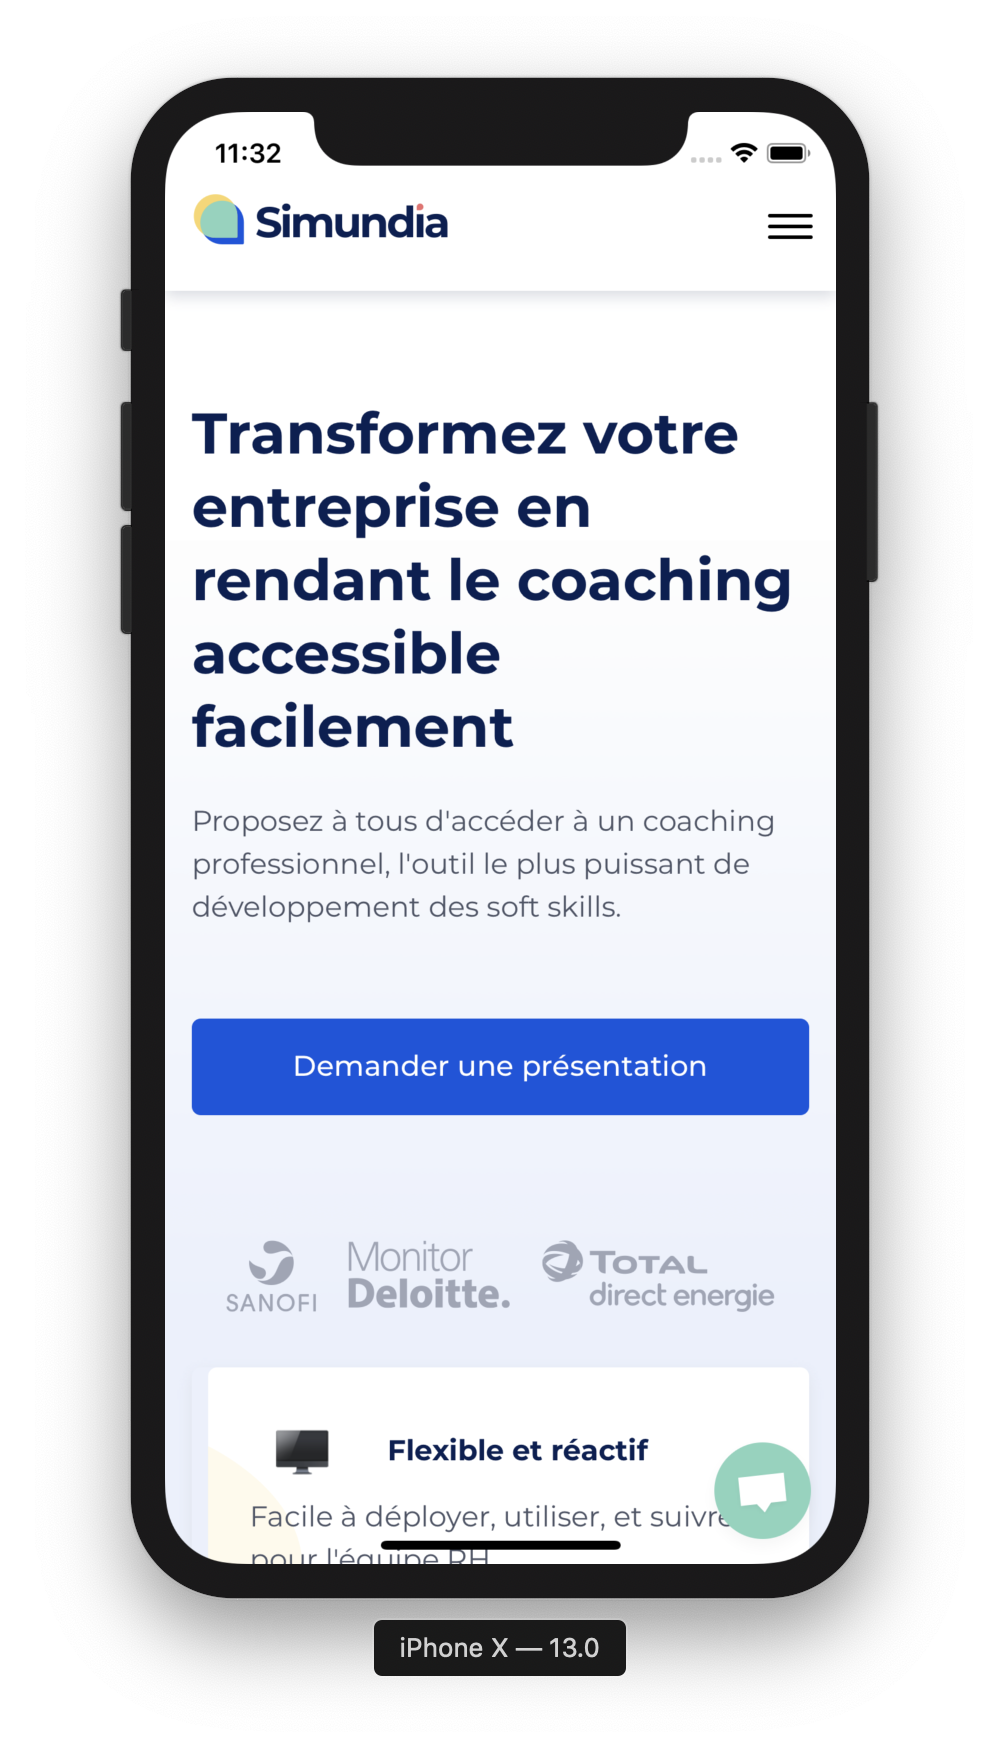 11:32
Simundia
Transformez votre
entreprise en
rendant le coaching
accessible
facilement
Proposez à tous d'accéder à un coaching
professionnel, l'outil le plus puissant de
développement des soft skills.
Demander une présentation
SANOFI
Monitor
Deloitte.
TOTAL
direct energie
Flexible et réactif
Facile à déployer, utiliser, et suivre
pour l'équipe RH
iPhone X — 13.0